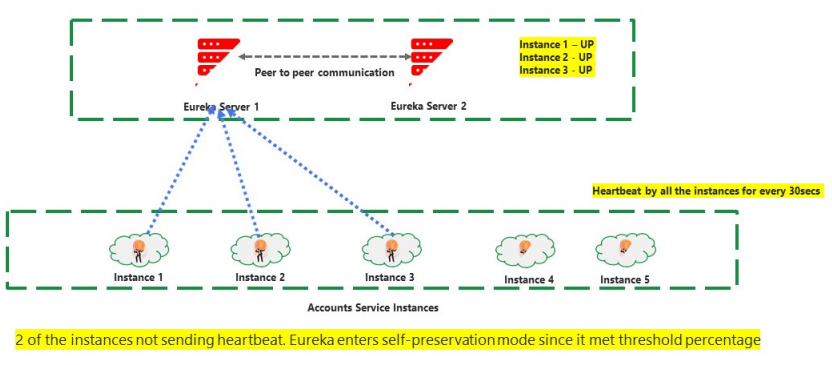 Instance 1 – UP
Instance 2 - UP
Instance 3 - UP
Peer to peer communication
Eureka Server 1
Eureka Server 2
Heartbeat by all the instances for every 30secs
Instance 1
Instance 2
Instance 3
Instance 4
Instance 5
Accounts Service Instances
2 of the instances not sending heartbeat. Eureka enters self-preservation mode since it met threshold percentage